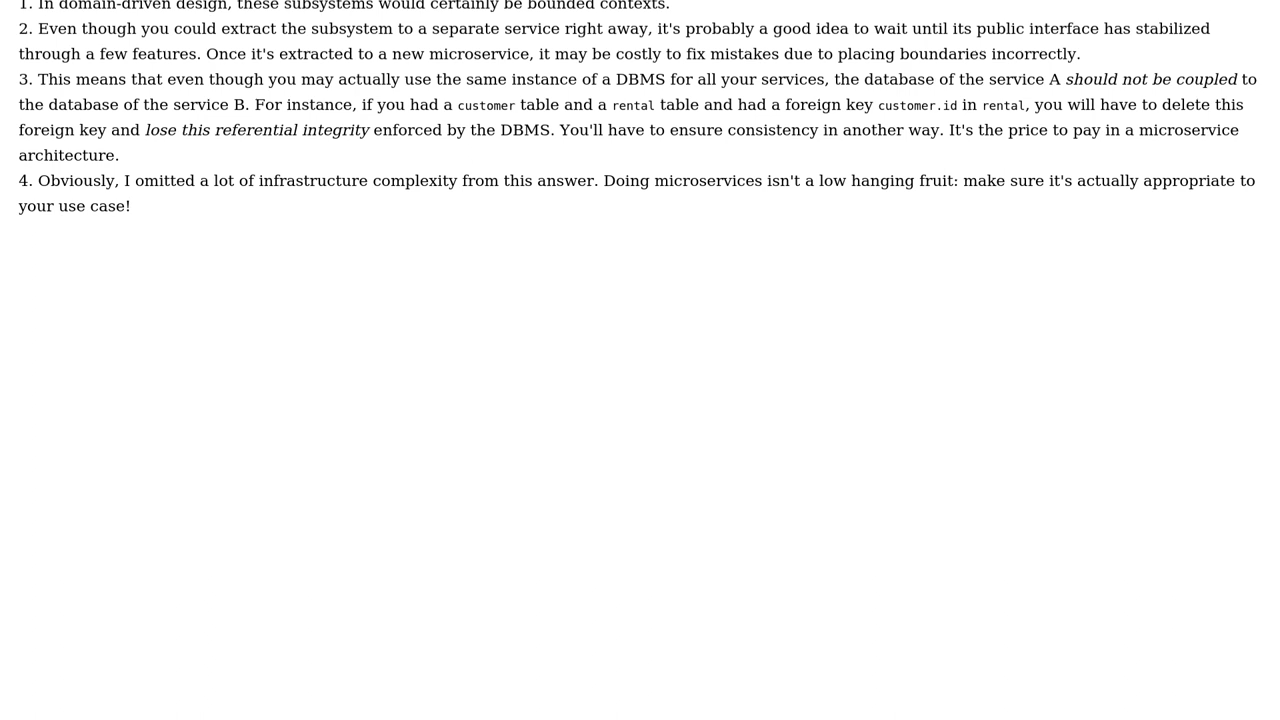 1. In domain-driven design, these subsystems would certainly be bounded contexts.
2. Even though you could extract the subsystem to a separate service right away, it's probably a good idea to wait until its public interface has stabilized
through a few features. Once it's extracted to a new microservice, it may be costly to fix mistakes due to placing boundaries incorrectly.
3. This means that even though you may actually use the same instance of a DBMS for all your services, the database of the service A should not be coupled to
the database of the service B. For instance, if you had a customer table and a rental table and had a foreign key customer.id in rental, you will have to delete this
foreign key and lose this referential integrity enforced by the DBMS. You'll have to ensure consistency in another way. It's the price to pay in a microservice
architecture.
4. Obviously, I omitted a lot of infrastructure complexity from this answer. Doing microservices isn't a low hanging fruit: make sure it's actually appropriate to
your use case!